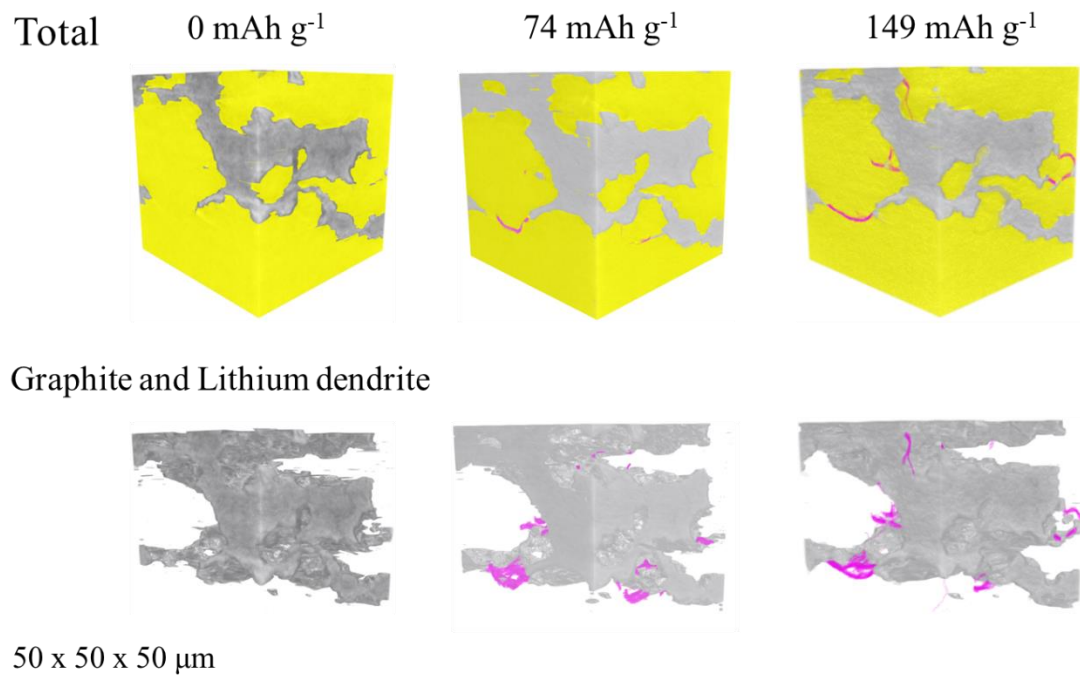 Total 0 mAh g⁻¹ 74 mAh g⁻¹ 149 mAh g⁻¹
Graphite and Lithium dendrite
50 x 50 x 50 μm